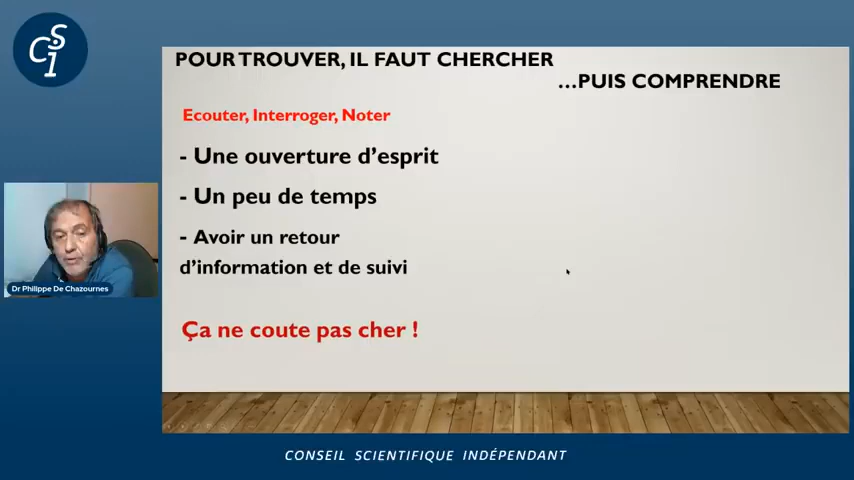 CSI
POUR TROUVER, IL FAUT CHERCHER
…PUIS COMPRENDRE
Ecouter, Interroger, Noter
- Une ouverture d’esprit
- Un peu de temps
- Avoir un retour
d’information et de suivi
Dr Philippe De Chazournes
Ça ne coute pas cher !
CONSEIL SCIENTIFIQUE INDÉPENDANT